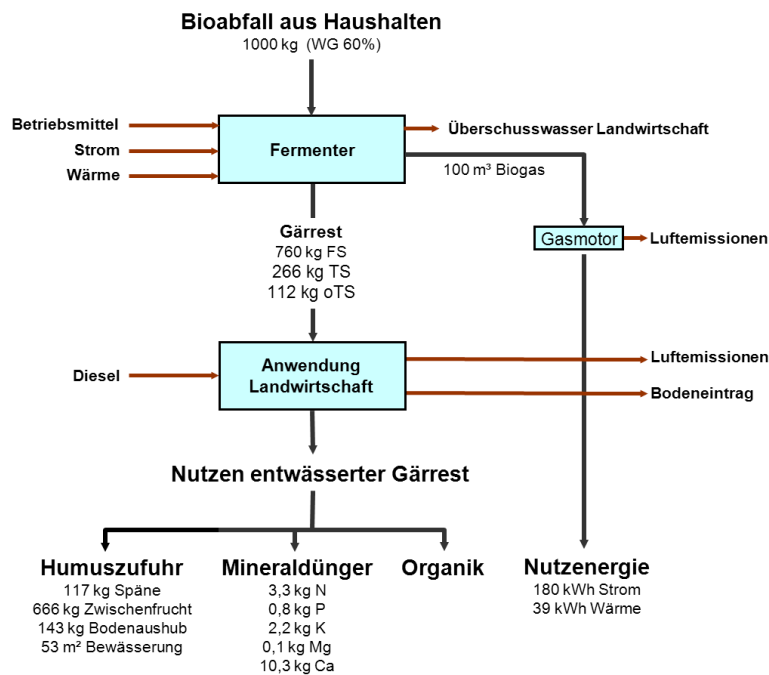 Bioabfall aus Haushalten
1000 kg (WG 60%)
Betriebsmittel
Strom
Wärme
Fermenter
Überschusswasser Landwirtschaft
100 m³ Biogas
Gasmotor
Luftemissionen
Gärrest
760 kg FS
266 kg TS
112 kg oTS
Diesel
Anwendung
Landwirtschaft
Luftemissionen
Bodeneintrag
Nutzen entwässerter Gärrest
Humuszufuhr
117 kg Späne
666 kg Zwischenfrucht
143 kg Bodenaushub
53 m² Bewässerung
Mineraldünger
3,3 kg N
0,8 kg P
2,2 kg K
0,1 kg Mg
10,3 kg Ca
Organik
Nutzenergie
180 kWh Strom
39 kWh Wärme